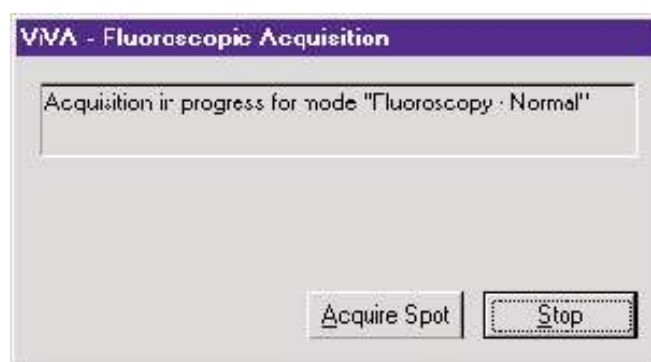 ViVA - Fluoroscopic Acquisition
Acquisition in progress for mode "Fluoroscopy - Normal"
Acquire Spot
Stop